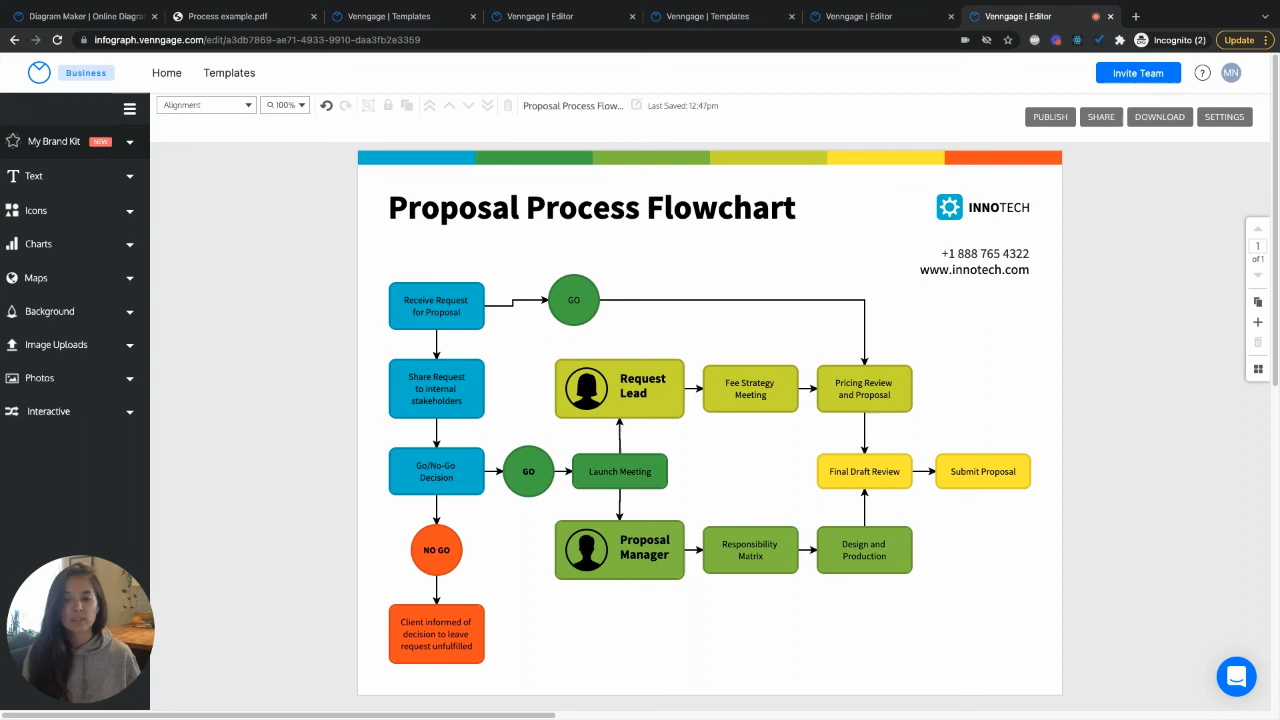 Diagram Maker | Online Diagra
Process example.pdf
Venngage | Templates
Venngage | Editor
Venngage | Templates
Venngage | Editor
Venngage | Editor
infograph.venngage.com/edit/a3db7869-ae71-4933-9910-daa3fb2e3359
Incognito (2)
Update
Business
Home
Templates
Invite Team
?
MN
Alignment
100%
Proposal Process Flow...
Last Saved: 12:47pm
PUBLISH
SHARE
DOWNLOAD
SETTINGS
My Brand Kit
NEW
Text
Icons
Charts
Maps
Background
Image Uploads
Photos
Interactive
Proposal Process Flowchart
INNOTECH
+1 888 765 4322
www.innotech.com
Receive Request
for Proposal
GO
Share Request
to internal
stakeholders
Request
Lead
Fee Strategy
Meeting
Pricing Review
and Proposal
Go/No-Go
Decision
GO
Launch Meeting
Final Draft Review
Submit Proposal
NO GO
Proposal
Manager
Responsibility
Matrix
Design and
Production
Client informed of
decision to leave
request unfulfilled
1
of 1